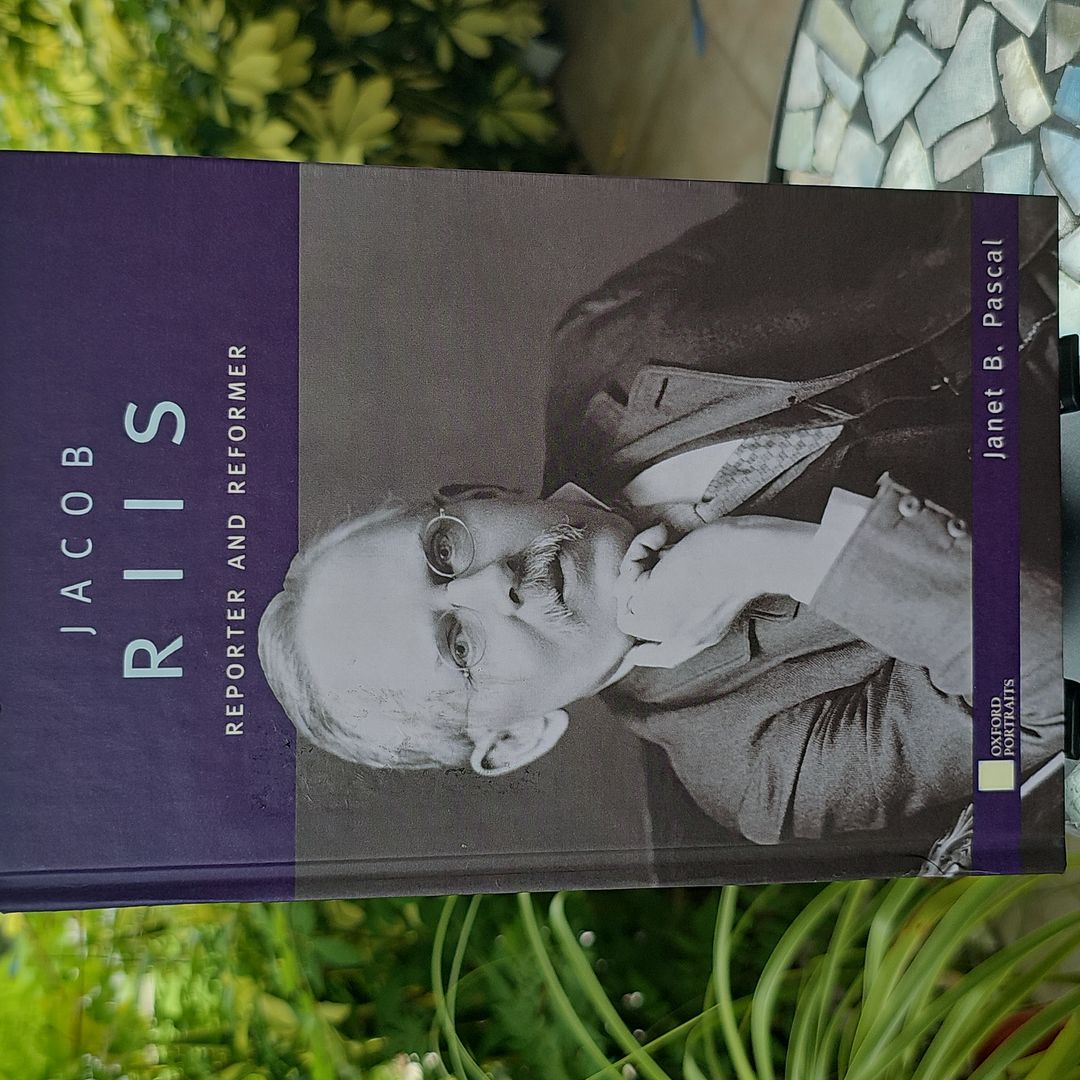 JACOB
RIIS
REPORTER AND REFORMER
OXFORD
PORTRAITS
Janet B. Pascal